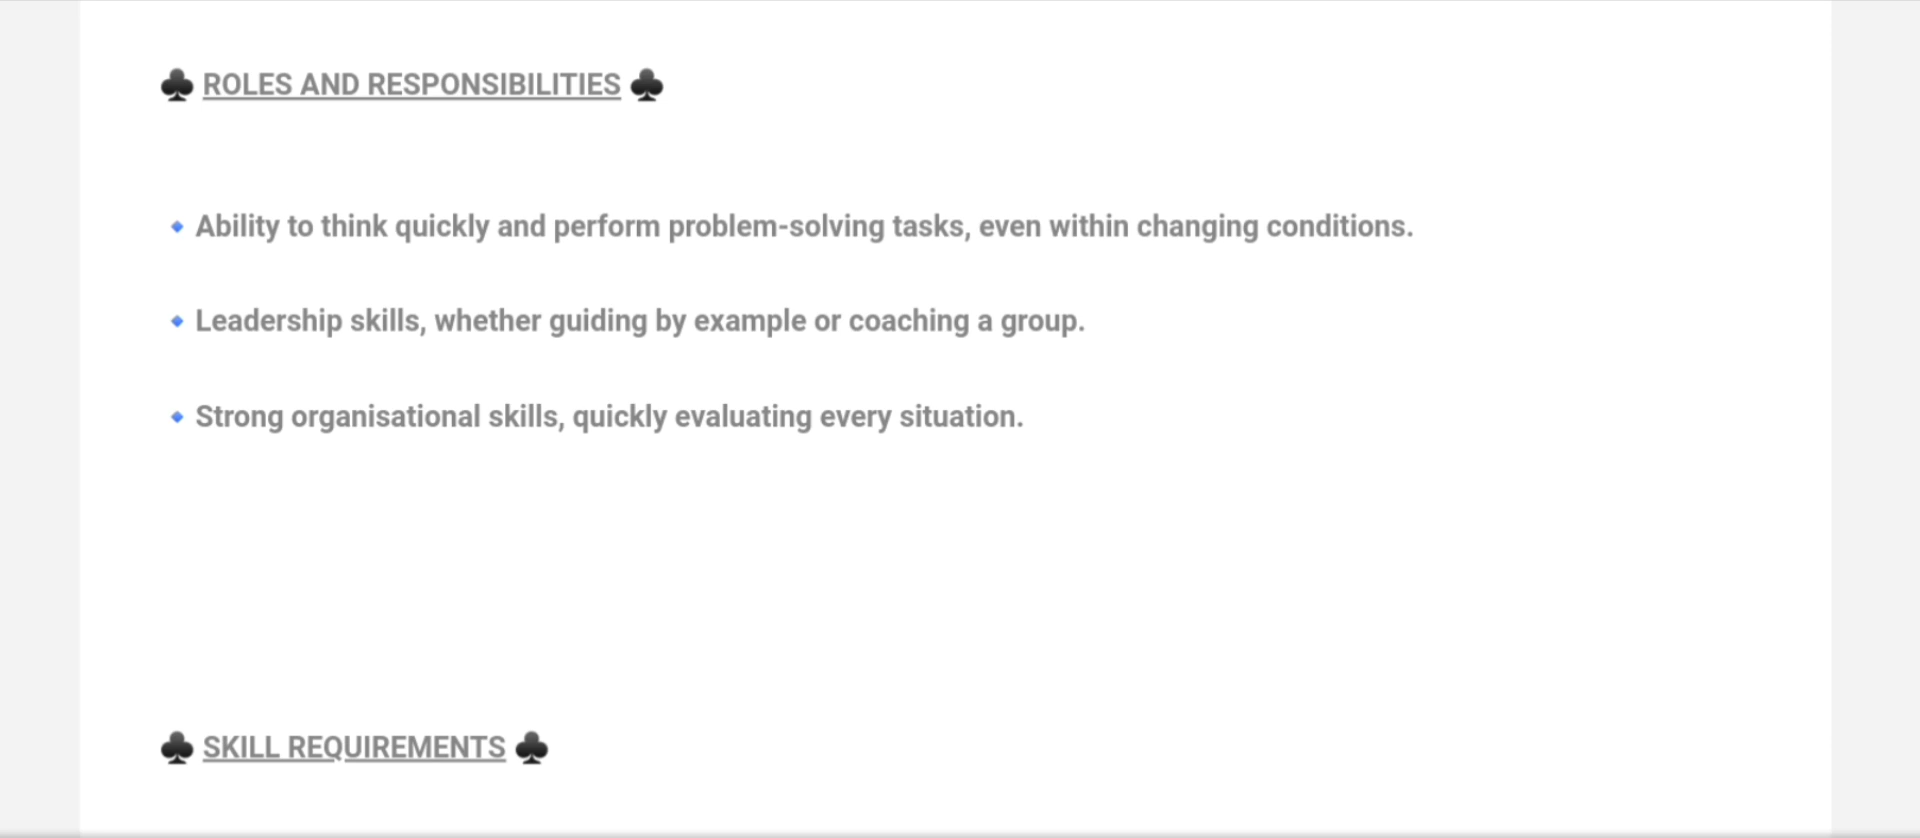 ♣ ROLES AND RESPONSIBILITIES ♣
🔹Ability to think quickly and perform problem-solving tasks, even within changing conditions.
🔹Leadership skills, whether guiding by example or coaching a group.
🔹Strong organisational skills, quickly evaluating every situation.
♣ SKILL REQUIREMENTS ♣